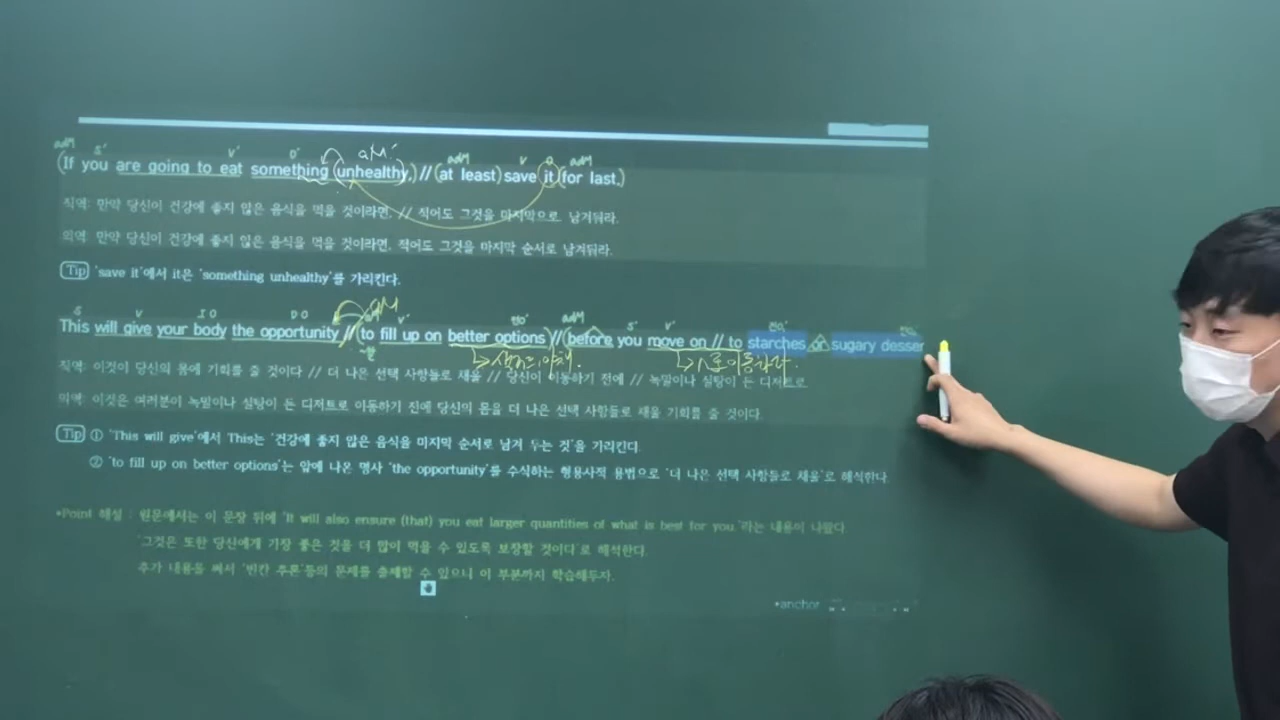 adM S' V' O' aM' adM V O adM
(If you are going to eat something (unhealthy,) // (at least) save it (for last.)
직역: 만약 당신이 건강에 좋지 않은 음식을 먹을 것이라면, // 적어도 그것을 마지막으로 남겨둬라.
의역: 만약 당신이 건강에 좋지 않은 음식을 먹을 것이라면, 적어도 그것을 마지막 순서로 남겨둬라.
Tip 'save it'에서 it은 'something unhealthy'를 가리킨다.
S V IO DO aM V' adM S' V'
This will give your body the opportunity // (to fill up on better options) // (before you move on // to starches or sugary desser
로 이동하다.
직역: 이것이 당신의 몸에 기회를 줄 것이다 // 더 나은 선택 사항들로 채울 // 당신이 이동하기 전에 // 녹말이나 설탕이 든 디저트로
의역: 이것은 여러분이 녹말이나 설탕이 든 디저트로 이동하기 전에 당신의 몸을 더 나은 선택 사항들로 채울 기회를 줄 것이다.
Tip ① 'This will give'에서 This는 '건강에 좋지 않은 음식을 마지막 순서로 남겨 두는 것'을 가리킨다.
② 'to fill up on better options'는 앞에 나온 명사 'the opportunity'를 수식하는 형용사적 용법으로 '더 나은 선택 사항들로 채울'로 해석한다.
*Point 해설 : 원문에서는 이 문장 뒤에 'It will also ensure (that) you eat larger quantities of what is best for you.'라는 내용이 나왔다.
'그것은 또한 당신에게 가장 좋은 것을 더 많이 먹을 수 있도록 보장할 것이다'로 해석한다.
추가 내용을 써서 '빈칸 추론'등의 문제를 출제할 수 있으니 이 부분까지 학습해두자.
*anchor